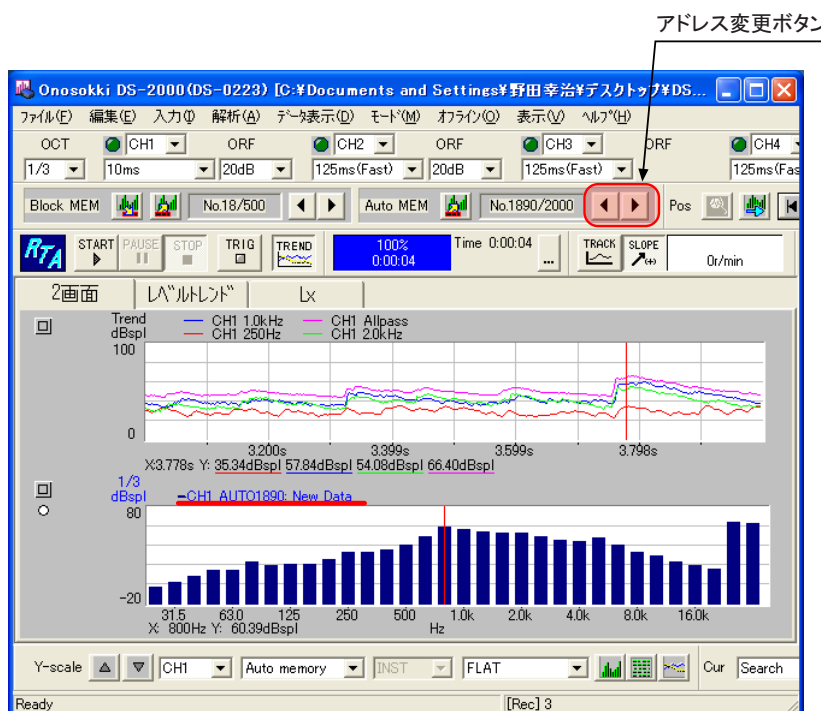 アドレス変更ボタン
Onosokki DS-2000(DS-0223) [C:¥Documents and Settings¥野田幸治¥デスクトップ¥DS...
ファイル(F) 編集(E) 入力(I) 解析(A) データ表示(D) モード(M) オフライン(O) 表示(V) ヘルプ(H)
OCT CH1 ORF CH2 ORF CH3 ORF CH4
1/3 10ms 20dB 125ms(Fast) 20dB 125ms(Fast) 125ms(Fas
Block MEM No.18/500 Auto MEM No.1890/2000 Pos
RTA START PAUSE STOP TRIG TREND 100% 0:00:04 Time 0:00:04 ... TRACK SLOPE (+) 0r/min
2画面 レベルトレンド Lx
Trend CH1 1.0kHz CH1 Allpass
dBspl CH1 250Hz CH1 2.0kHz
100
0
3.200s 3.399s 3.599s 3.798s
X:3.778s Y: 35.34dBspl 57.84dBspl 54.08dBspl 66.40dBspl
1/3
dBspl CH1 AUTO1890: New Data
80
-20
31.5 63.0 125 250 500 1.0k 2.0k 4.0k 8.0k 16.0k
X: 800Hz Y: 60.39dBspl Hz
Y-scale CH1 Auto memory INST FLAT Cur Search
Ready [Rec] 3